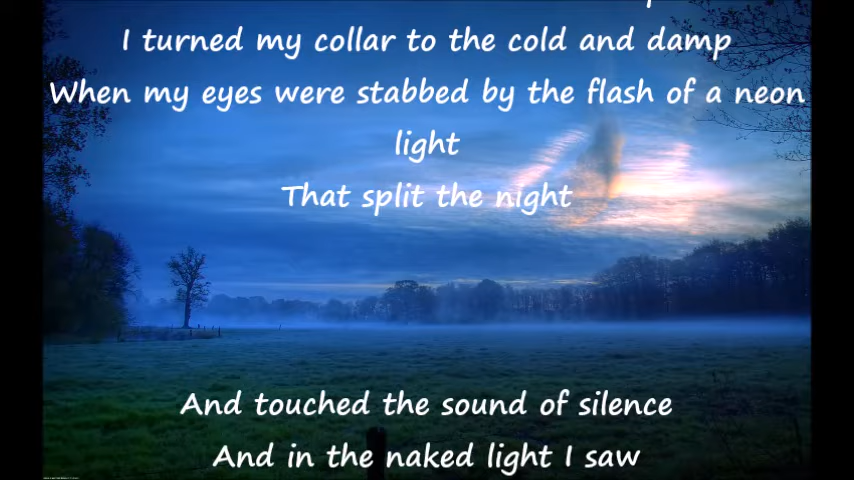 I turned my collar to the cold and damp
When my eyes were stabbed by the flash of a neon
light
That split the night
And touched the sound of silence
And in the naked light I saw